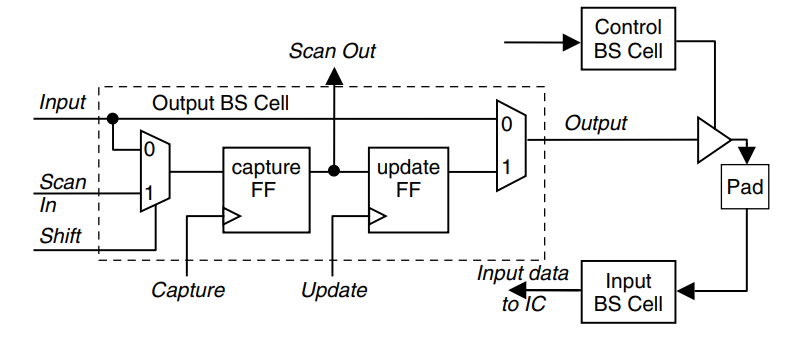 Control
BS Cell
Scan Out
Input
Output BS Cell
0
Output
0
capture
FF
update
FF
1
Scan
In
1
Pad
Shift
Input data
to IC
Input
BS Cell
Capture
Update